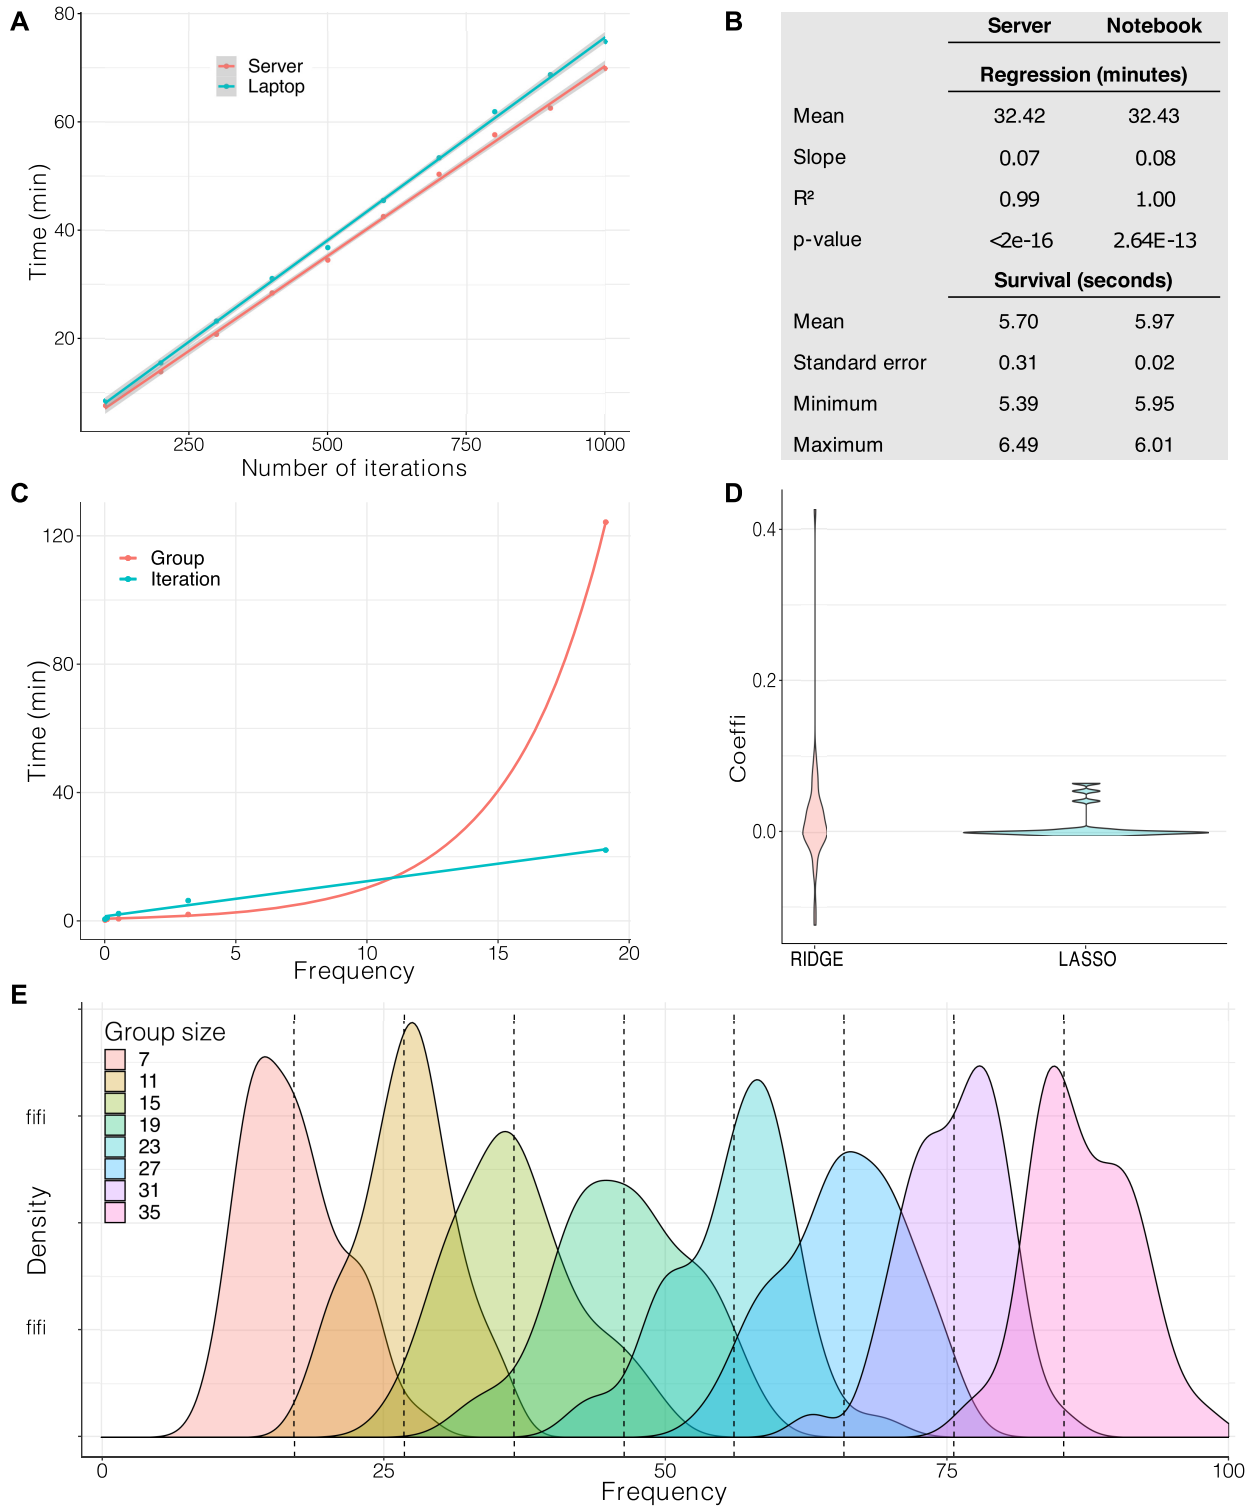 A
80
60
40
20
Time (min)
Server
Laptop
250 500 750 1000
Number of iterations
B
Server Notebook
Regression (minutes)
Mean 32.42 32.43
Slope 0.07 0.08
R² 0.99 1.00
p-value <2e-16 2.64E-13
Survival (seconds)
Mean 5.70 5.97
Standard error 0.31 0.02
Minimum 5.39 5.95
Maximum 6.49 6.01
C
120
80
40
0
Time (min)
Group
Iteration
0 5 10 15 20
Frequency
D
0.4
0.2
0.0
Coeffi
RIDGE LASSO
E
Group size
7
11
15
19
23
27
31
35
fifi
fifi
Density
0 25 50 75 100
Frequency